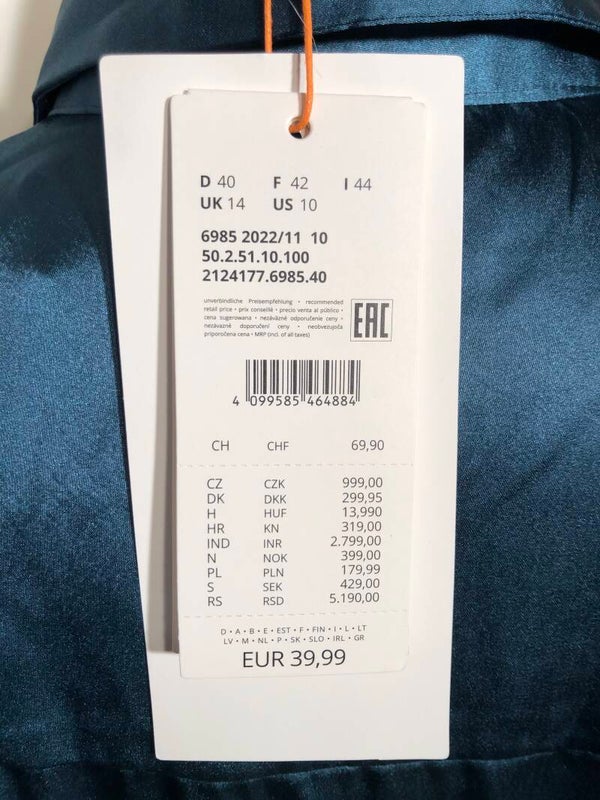 D 40 F 42 I 44
UK 14 US 10
6985 2022/11 10
50.2.51.10.100
2124177.6985.40
unverbindliche Preisempfehlung • recommended
retail price • prix conseillé • precio venta al público •
cena sugerowana • nezáväzné odporučenie ceny •
nezávazné doporučení ceny • neobvezujoča
priporočena cena • MRP (incl. of all taxes)
EAC
4 099585 464884
CH CHF 69,90
CZ CZK 999,00
DK DKK 299,95
H HUF 13,990
HR KN 319,00
IND INR 2.799,00
N NOK 399,00
PL PLN 179,99
S SEK 429,00
RS RSD 5.190,00
D • A • B • E • EST • F • FIN • I • L • LT
LV • M • NL • P • SK • SLO • IRL • GR
EUR 39,99